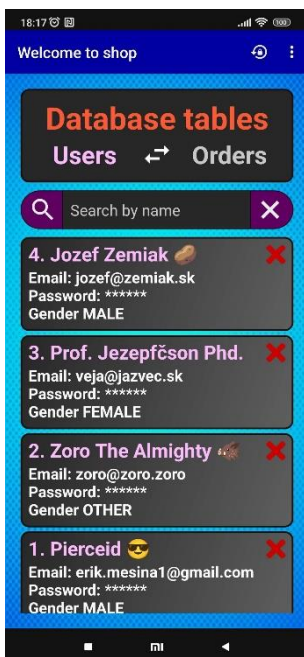 18:17
100
Welcome to shop
Database tables
Users Orders
Search by name
4. Jozef Zemiak 🥔
Email: jozef@zemiak.sk
Password: ******
Gender MALE
3. Prof. Jezepfčson Phd.
Email: veja@jazvec.sk
Password: ******
Gender FEMALE
2. Zoro The Almighty 🐗
Email: zoro@zoro.zoro
Password: ******
Gender OTHER
1. Pierceid 😎
Email: erik.mesina1@gmail.com
Password: ******
Gender MALE